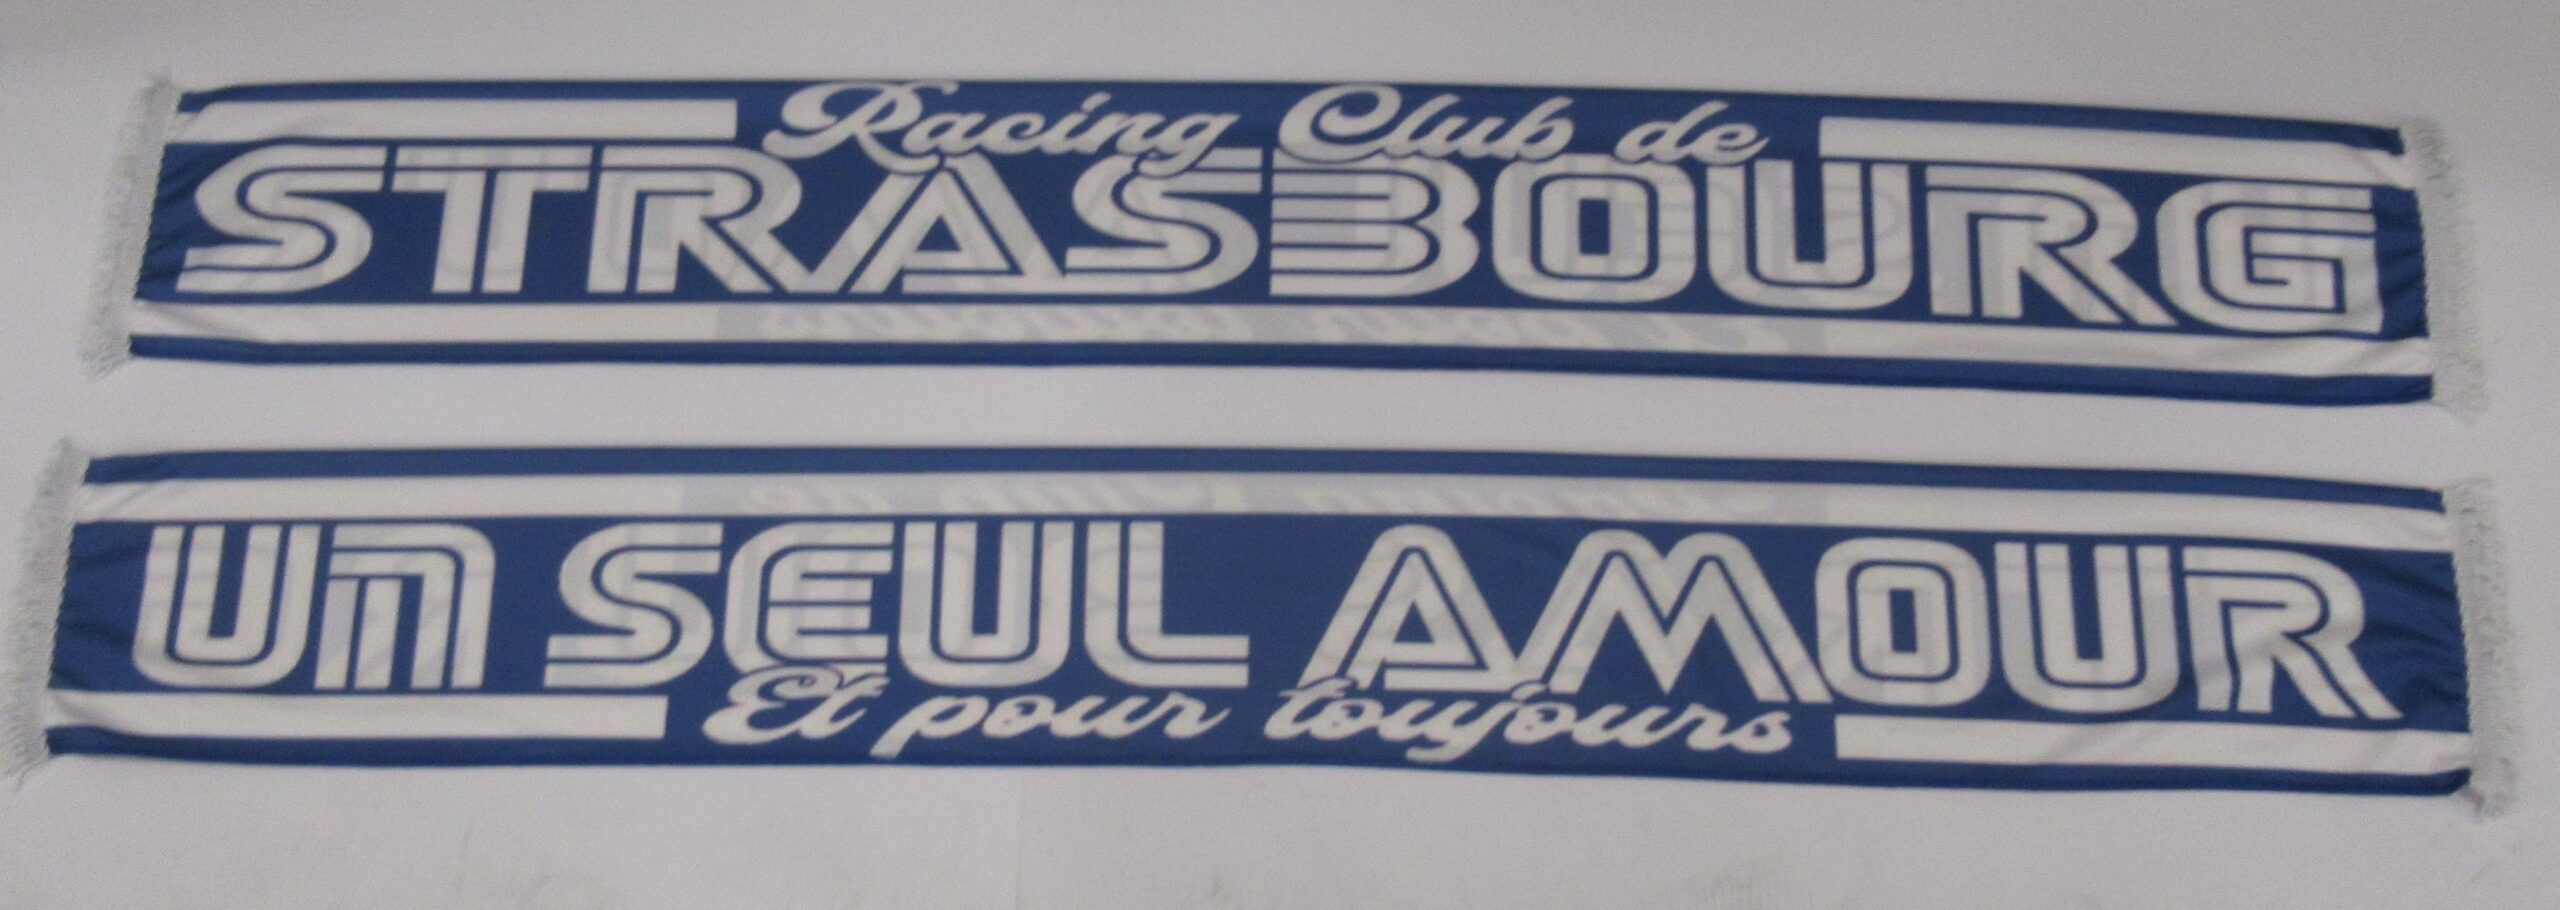 Racing Club de
STRASBOURG
Un SEUL AMOUR
Et pour toujours